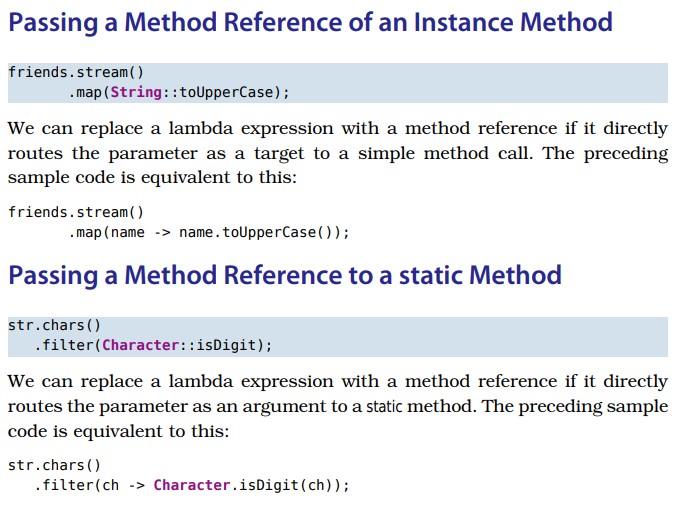 Passing a Method Reference of an Instance Method
friends.stream()
.map(String::toUpperCase);
We can replace a lambda expression with a method reference if it directly
routes the parameter as a target to a simple method call. The preceding
sample code is equivalent to this:
friends.stream()
.map(name -> name.toUpperCase());
Passing a Method Reference to a static Method
str.chars()
.filter(Character::isDigit);
We can replace a lambda expression with a method reference if it directly
routes the parameter as an argument to a static method. The preceding sample
code is equivalent to this:
str.chars()
.filter(ch -> Character.isDigit(ch));